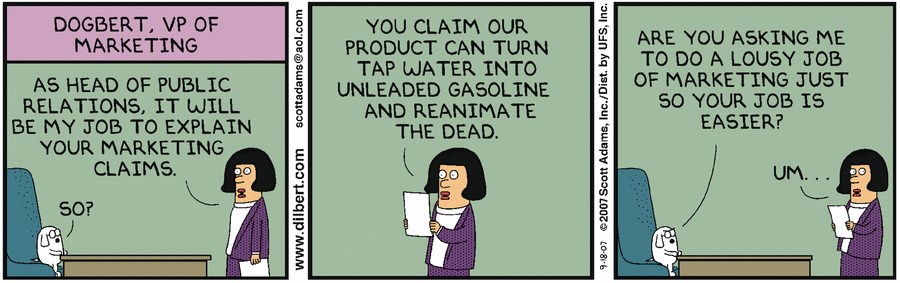 DOGBERT, VP OF
MARKETING
AS HEAD OF PUBLIC
RELATIONS, IT WILL
BE MY JOB TO EXPLAIN
YOUR MARKETING
CLAIMS.
SO?
www.dilbert.com
scottadams@aol.com
YOU CLAIM OUR
PRODUCT CAN TURN
TAP WATER INTO
UNLEADED GASOLINE
AND REANIMATE
THE DEAD.
9-18-07 © 2007 Scott Adams, Inc./Dist. by UFS, Inc.
ARE YOU ASKING ME
TO DO A LOUSY JOB
OF MARKETING JUST
SO YOUR JOB IS
EASIER?
UM. . .